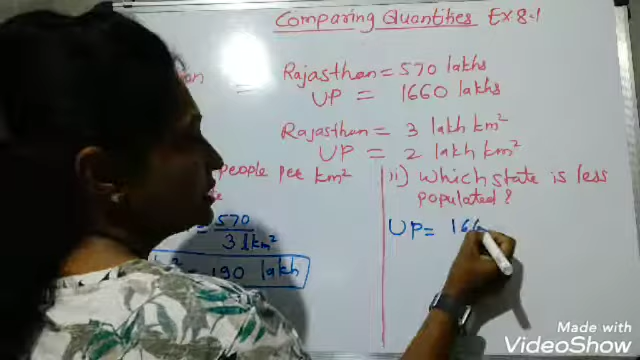 Comparing Quantities Ex 8.1
= Rajasthan = 570 lakhs
UP = 1660 lakhs
Rajasthan = 3 lakh km²
UP = 2 lakh km²
people per km²
= 570
3 lkm²
= 190 lakh
ii) Which state is less
populated?
UP = 166
Made with
VideoShow